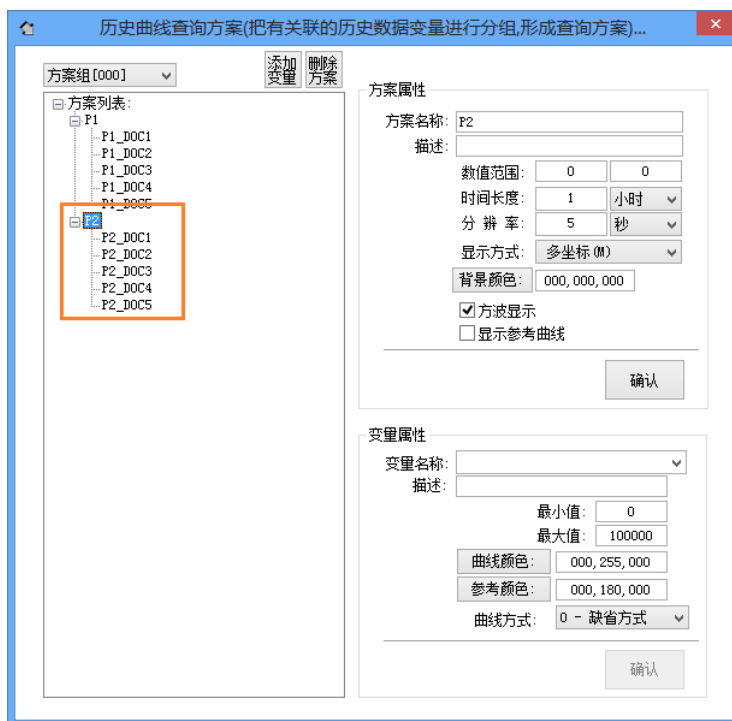 历史曲线查询方案(把有关联的历史数据变量进行分组,形成查询方案)...
方案组[000]
添加变量
删除方案
方案列表:
P1
P1_DOC1
P1_DOC2
P1_DOC3
P1_DOC4
P1_DOC5
P2
P2_DOC1
P2_DOC2
P2_DOC3
P2_DOC4
P2_DOC5
方案属性
方案名称: P2
描述:
数值范围: 0 0
时间长度: 1 小时
分 辨 率: 5 秒
显示方式: 多坐标(M)
背景颜色: 000,000,000
方波显示
显示参考曲线
确认
变量属性
变量名称:
描述:
最小值: 0
最大值: 100000
曲线颜色: 000,255,000
参考颜色: 000,180,000
曲线方式: 0 - 缺省方式
确认